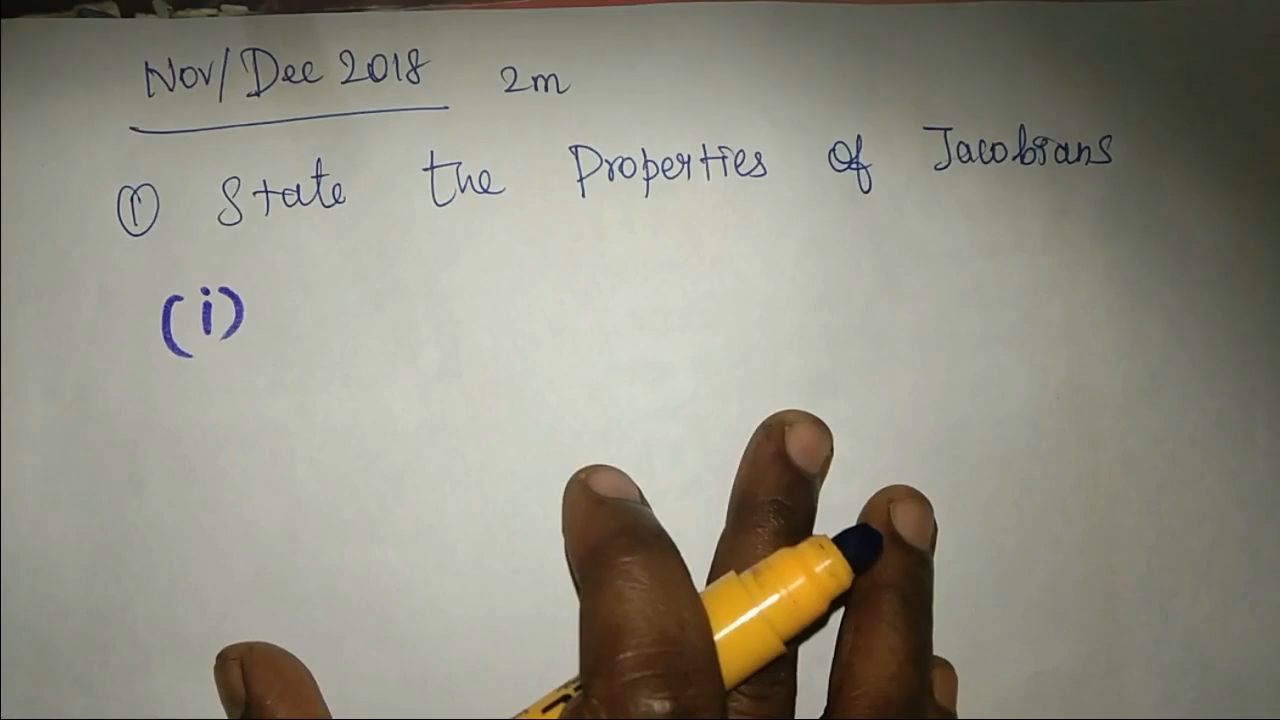 Nov/Dec 2018 2m
① State the Properties of Jacobians
(i)